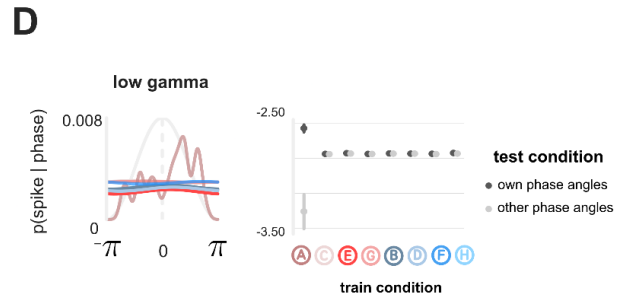 D
low gamma
p(spike | phase)
0.008
0
-π
0
π
-2.50
-3.50
A C E G B D F H
train condition
test condition
own phase angles
other phase angles